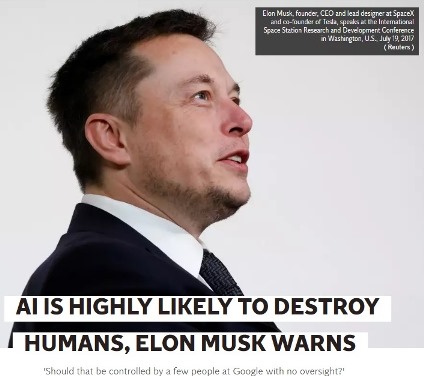 Elon Musk, founder, CEO and lead designer at SpaceX
and co-founder of Tesla, speaks at the International
Space Station Research and Development Conference
in Washington, U.S., July 19, 2017
( Reuters )
AI IS HIGHLY LIKELY TO DESTROY
HUMANS, ELON MUSK WARNS
'Should that be controlled by a few people at Google with no oversight?'